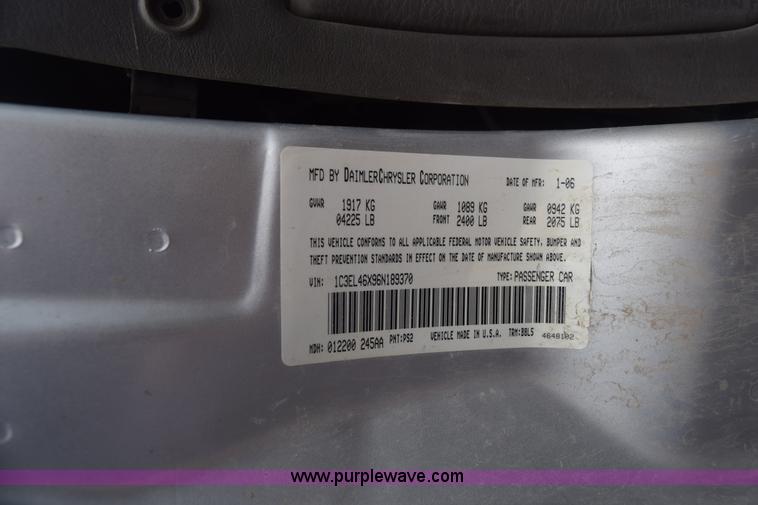 MFD BY DAIMLERCHRYSLER CORPORATION DATE OF MFR: 1-06
GVWR 1917 KG GAWR 1089 KG GAWR 0942 KG
04225 LB FRONT 2400 LB REAR 2075 LB
THIS VEHICLE CONFORMS TO ALL APPLICABLE FEDERAL MOTOR VEHICLE SAFETY, BUMPER AND
THEFT PREVENTION STANDARDS IN EFFECT ON THE DATE OF MANUFACTURE SHOWN ABOVE.
VIN: 1C3EL46X96N189370 TYPE: PASSENGER CAR
MDH: 012200 245AA PNT:PS2 VEHICLE MADE IN U.S.A. TRM:BBL5 4648102
www.purplewave.com